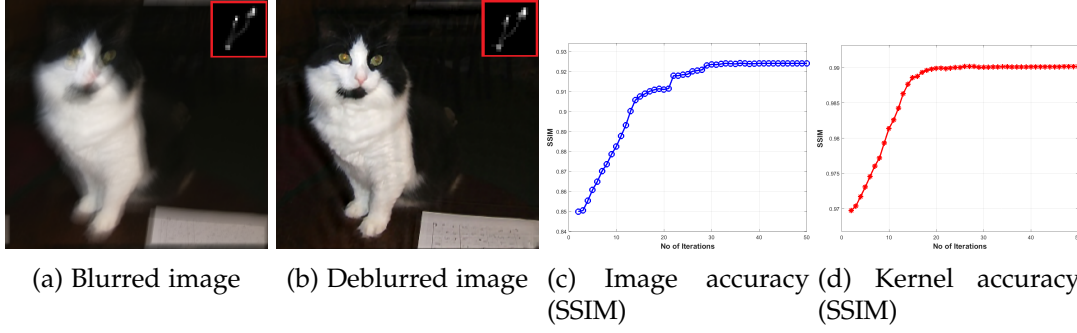 0.93
0.92
0.91
0.9
0.89
0.88
0.87
0.86
0.85
0.84
SSIM
0 10 20 30 40 50
No of Iterations
0.99
0.985
0.98
0.975
0.97
SSIM
0 10 20 30 40 50
No of Iterations
(a) Blurred image
(b) Deblurred image
(c) Image accuracy
(SSIM)
(d) Kernel accuracy
(SSIM)